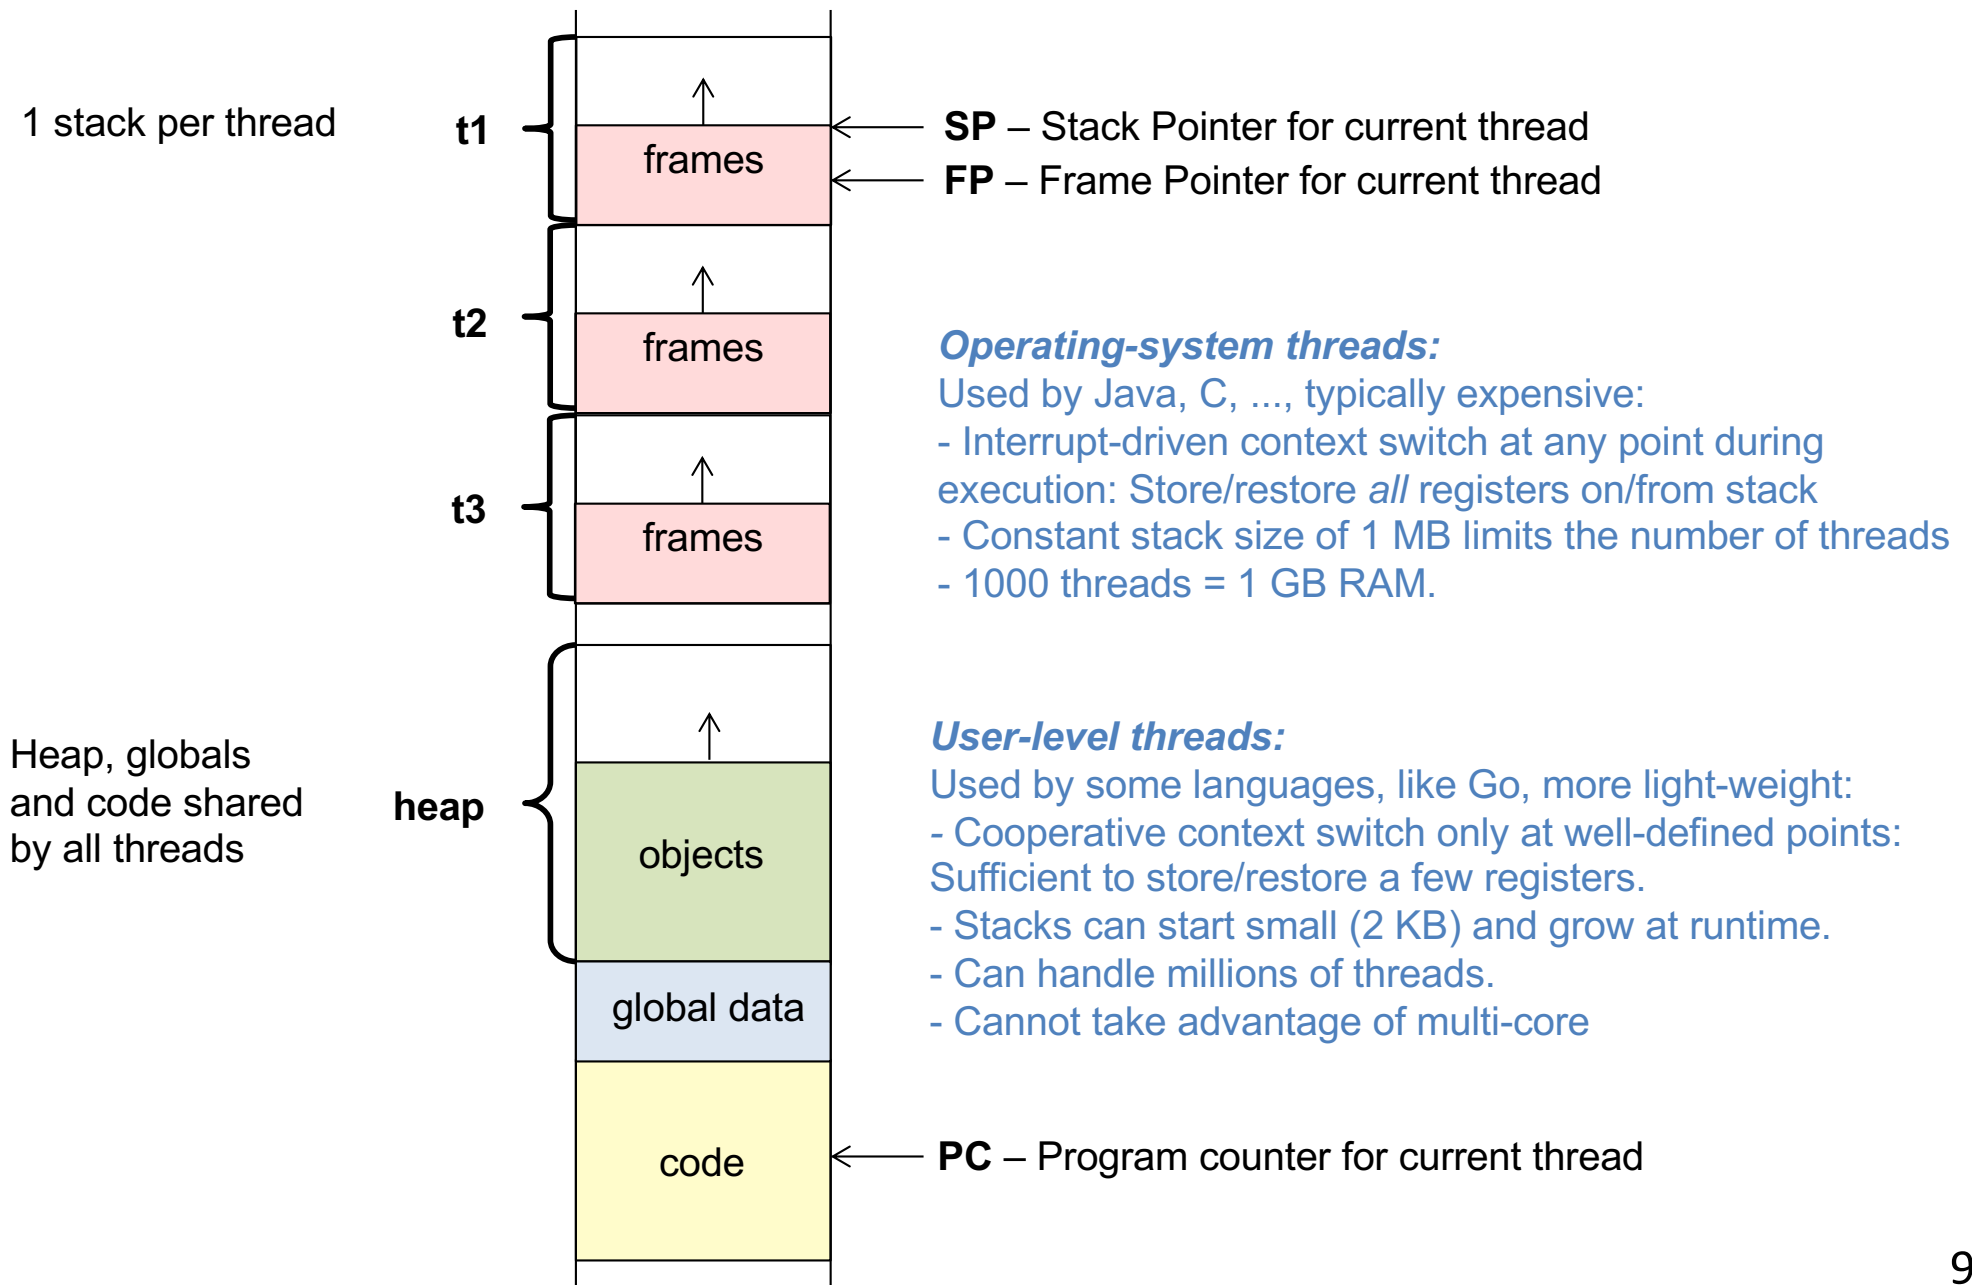 1 stack per thread
t1
frames
SP – Stack Pointer for current thread
FP – Frame Pointer for current thread
t2
frames
t3
frames
Operating-system threads:
Used by Java, C, ..., typically expensive:
- Interrupt-driven context switch at any point during
execution: Store/restore all registers on/from stack
- Constant stack size of 1 MB limits the number of threads
- 1000 threads = 1 GB RAM.
Heap, globals
and code shared
by all threads
heap
objects
global data
code
User-level threads:
Used by some languages, like Go, more light-weight:
- Cooperative context switch only at well-defined points:
Sufficient to store/restore a few registers.
- Stacks can start small (2 KB) and grow at runtime.
- Can handle millions of threads.
- Cannot take advantage of multi-core
PC – Program counter for current thread
9